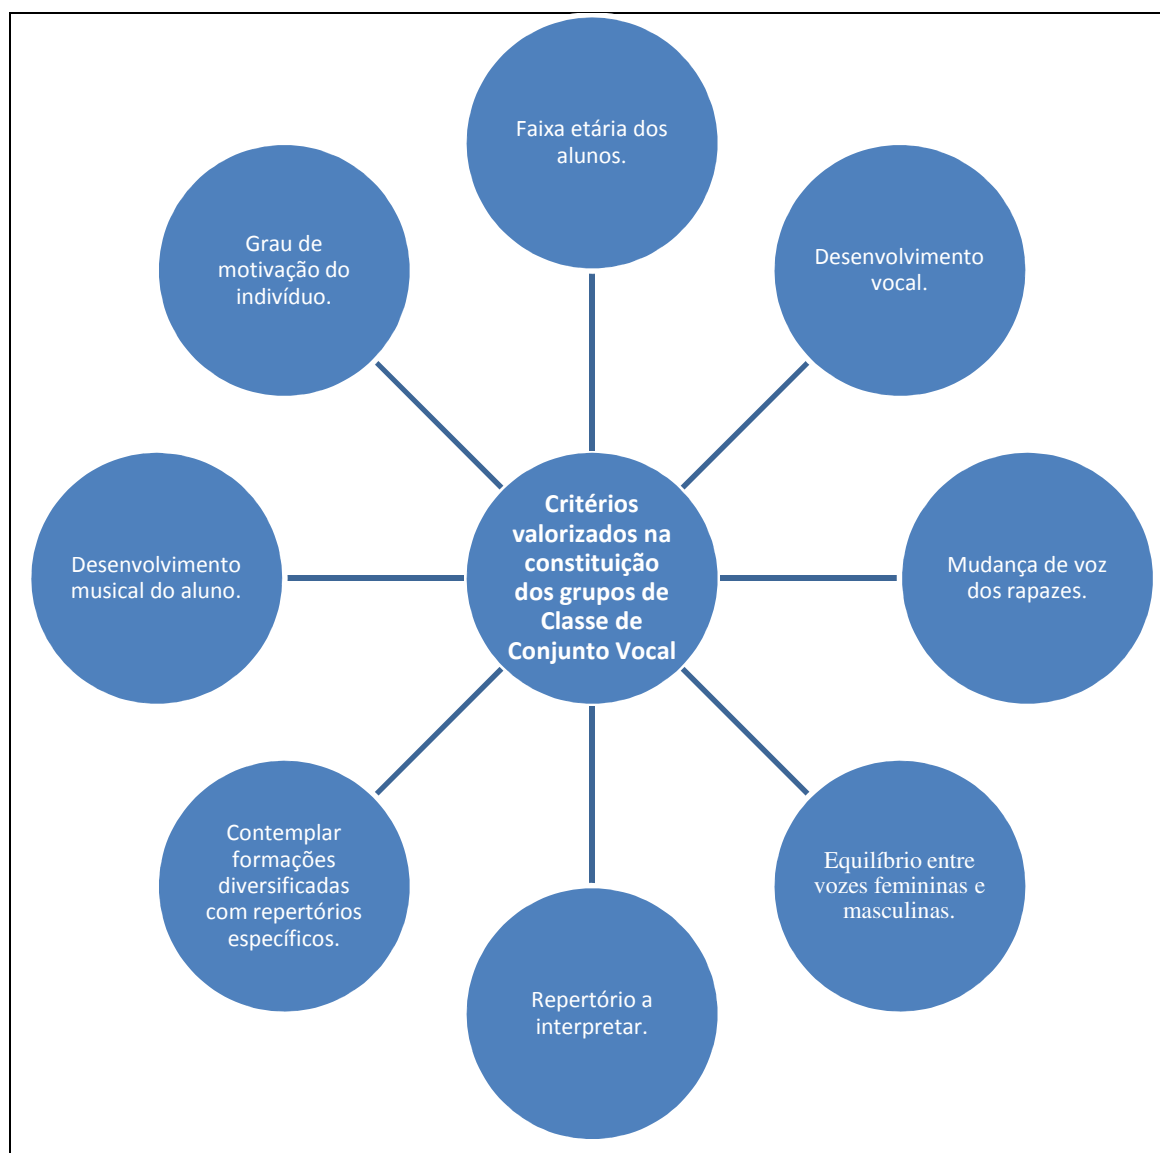 Faixa etária dos
alunos.
Desenvolvimento
vocal.
Mudança de voz
dos rapazes.
Equilíbrio entre
vozes femininas e
masculinas.
Repertório a
interpretar.
Contemplar
formações
diversificadas
com repertórios
específicos.
Desenvolvimento
musical do aluno.
Grau de
motivação do
indivíduo.
Critérios
valorizados na
constituição
dos grupos de
Classe de
Conjunto Vocal